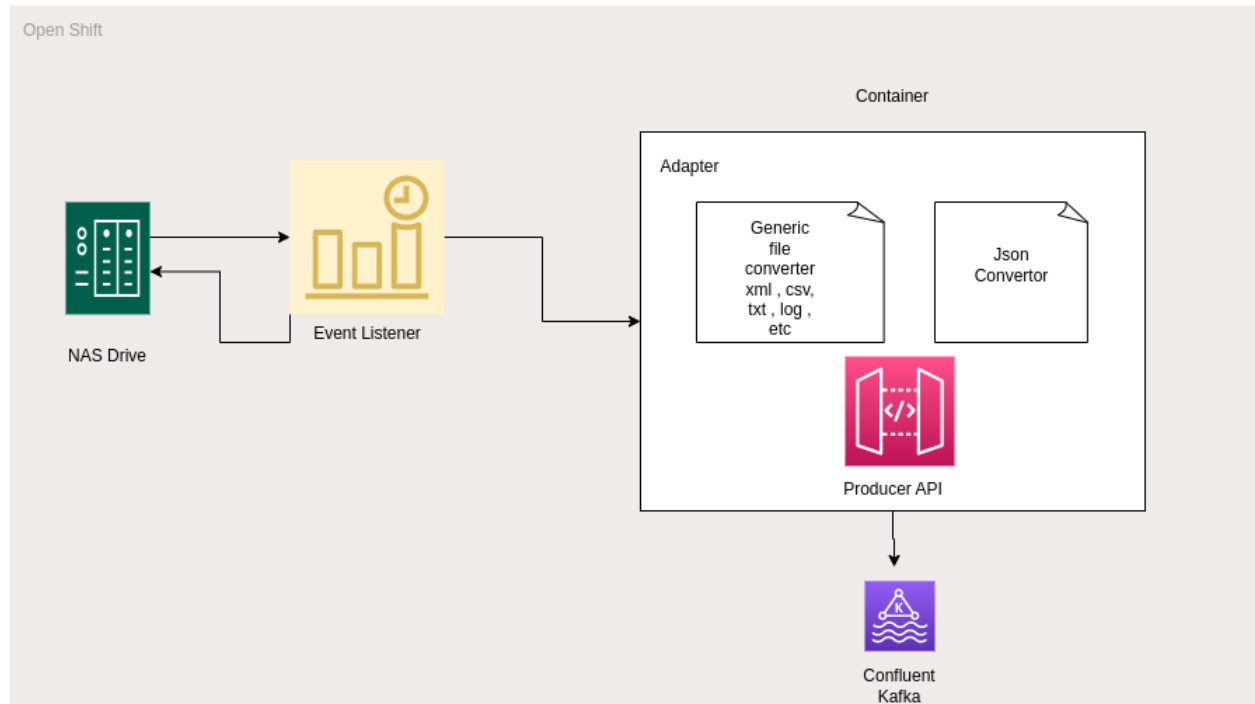 Open Shift
Container
Adapter
Generic
file
converter
xml , csv,
txt , log ,
etc
Json
Convertor
NAS Drive
Event Listener
</>
Producer API
K
Confluent
Kafka